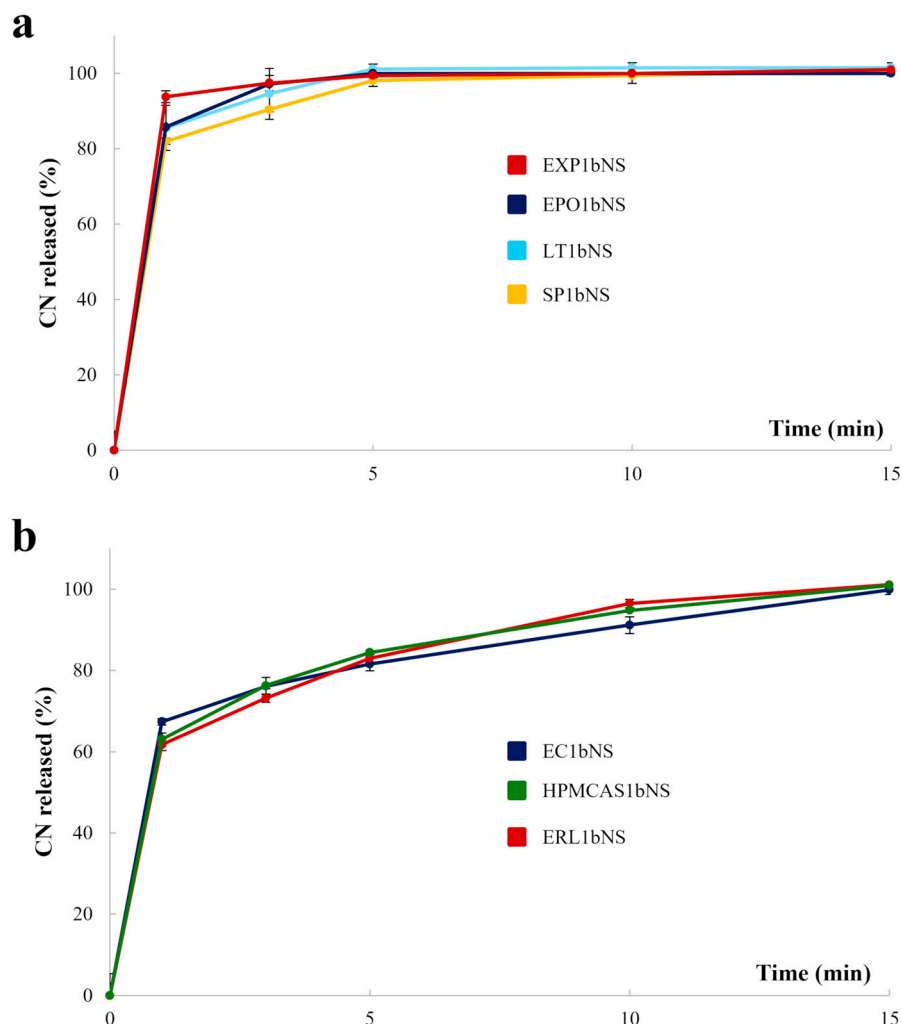 a
CN released (%)
100
80
60
40
20
0
EXP1bNS
EPO1bNS
LT1bNS
SP1bNS
Time (min)
0 5 10 15
b
CN released (%)
100
80
60
40
20
0
EC1bNS
HPMCAS1bNS
ERL1bNS
Time (min)
0 5 10 15